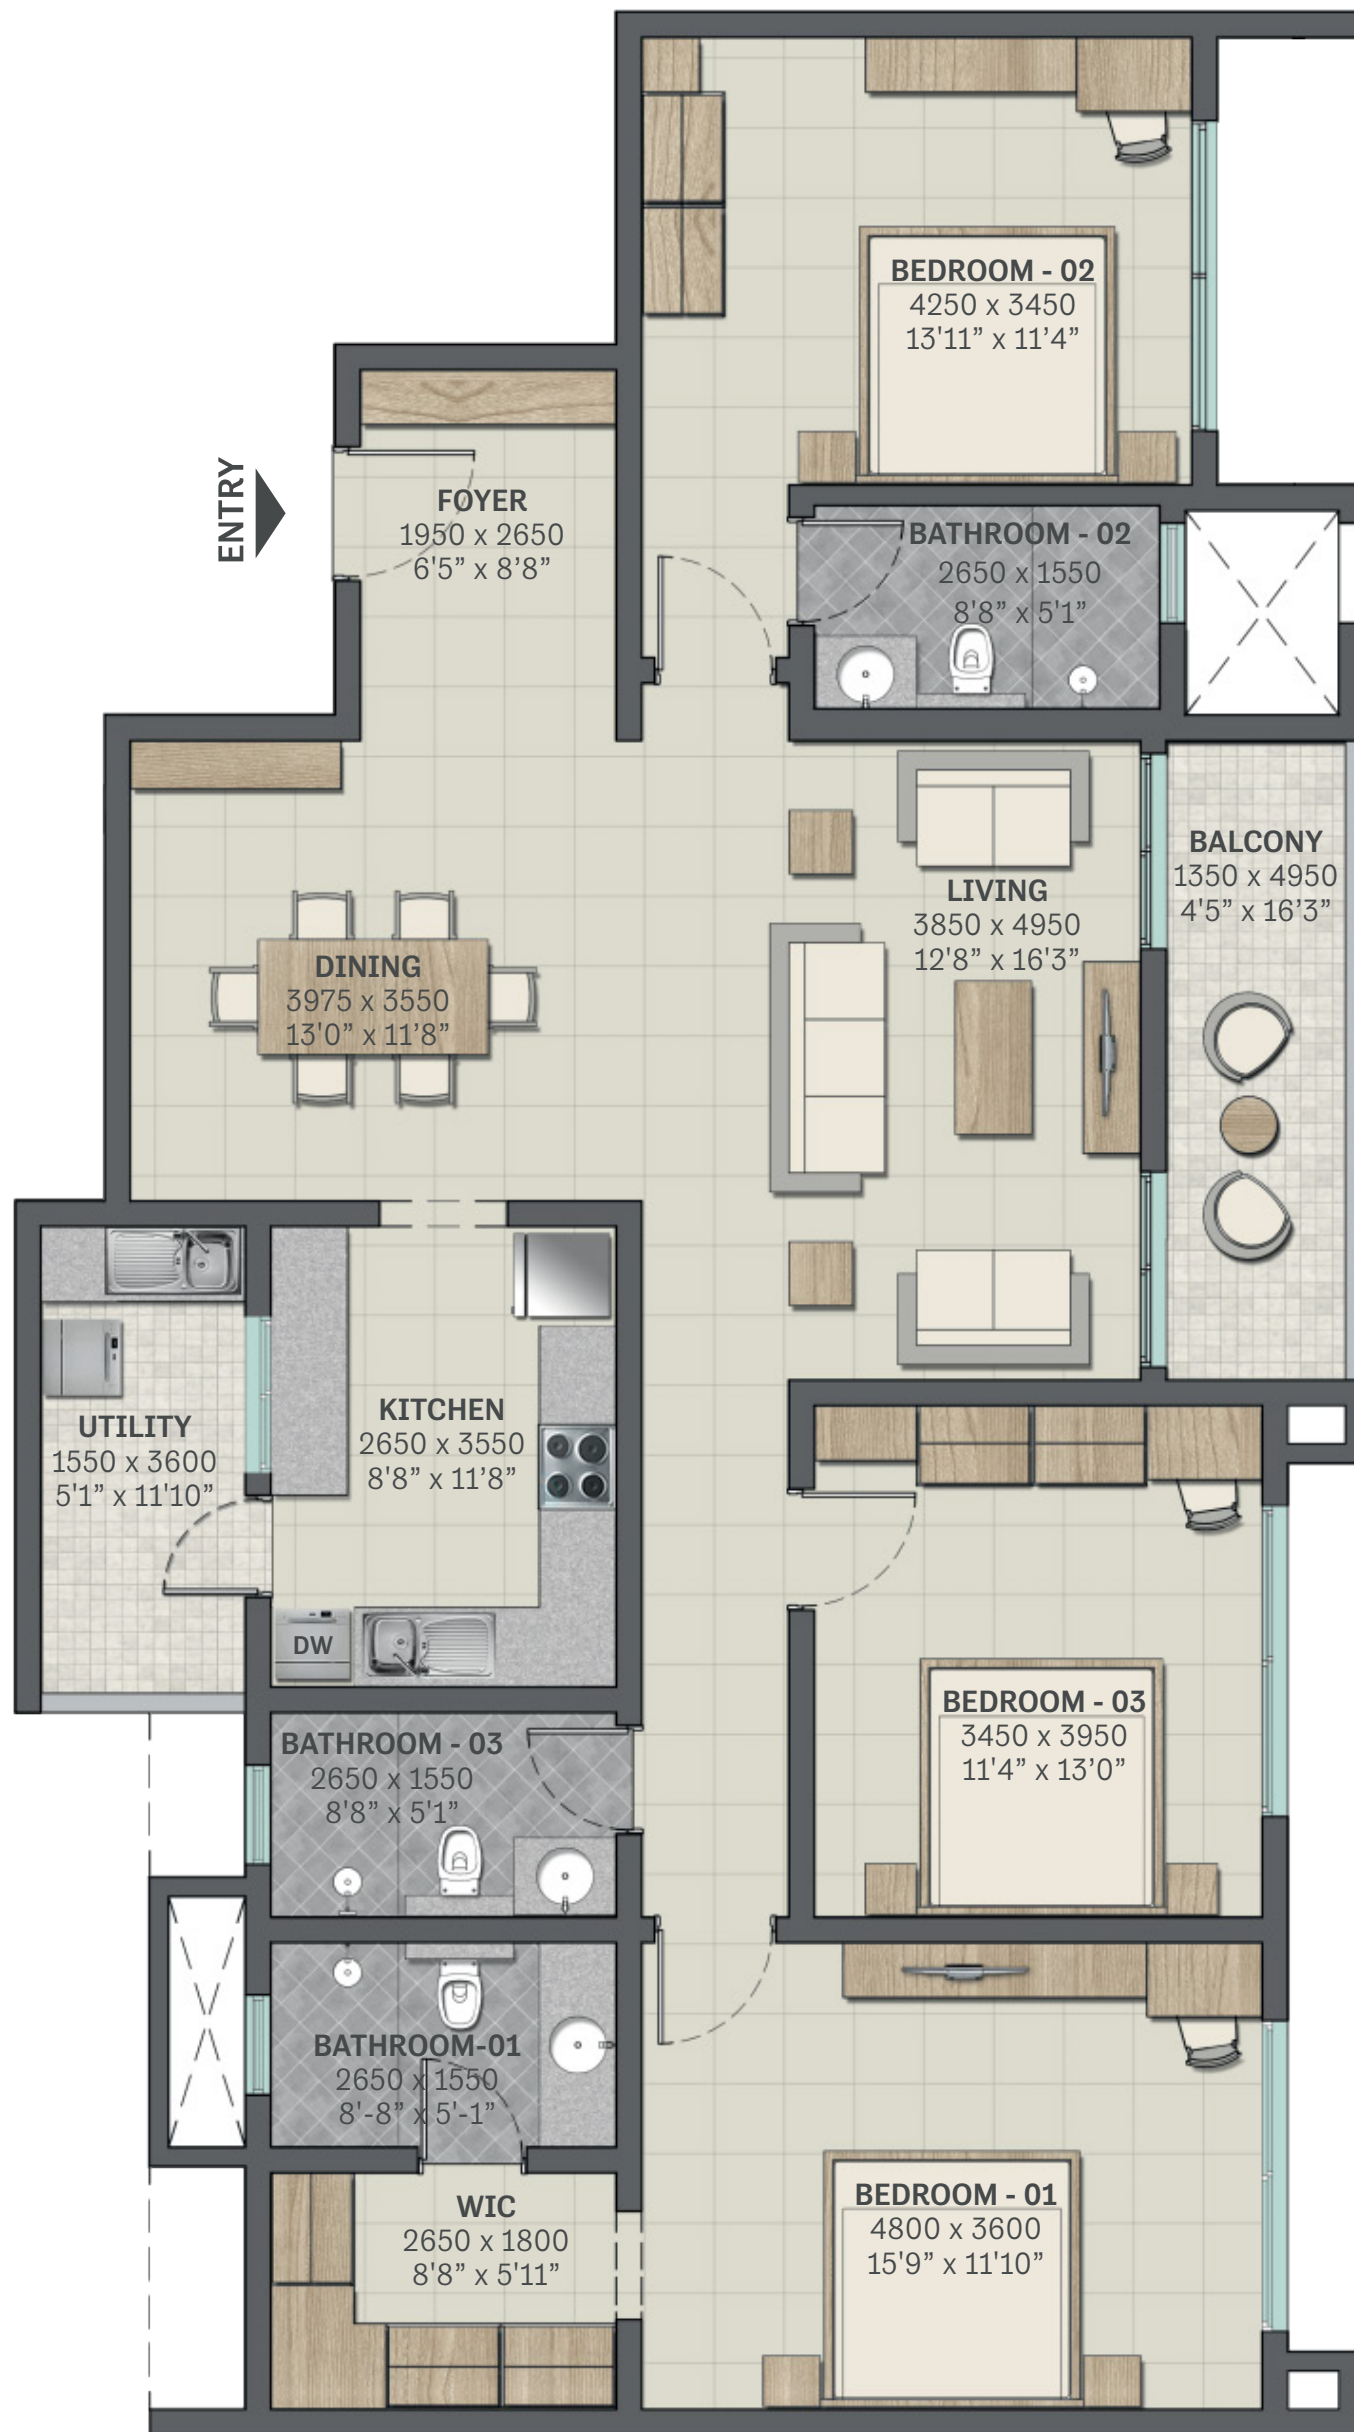 BEDROOM - 02
4250 x 3450
13'11” x 11’4”
ENTRY
FOYER
1950 x 2650
6'5” x 8’8”
BATHROOM - 02
2650 x 1550
8'8” x 5’1”
BALCONY
1350 x 4950
4'5” x 16’3”
LIVING
3850 x 4950
12'8” x 16’3”
DINING
3975 x 3550
13'0” x 11’8”
KITCHEN
2650 x 3550
8'8” x 11’8”
UTILITY
1550 x 3600
5'1” x 11'10”
DW
BEDROOM - 03
3450 x 3950
11'4” x 13’0”
BATHROOM - 03
2650 x 1550
8'8” x 5’1”
BATHROOM-01
2650 x 1550
8'-8” x 5'-1”
WIC
2650 x 1800
8'8” x 5'11”
BEDROOM - 01
4800 x 3600
15'9” x 11'10”